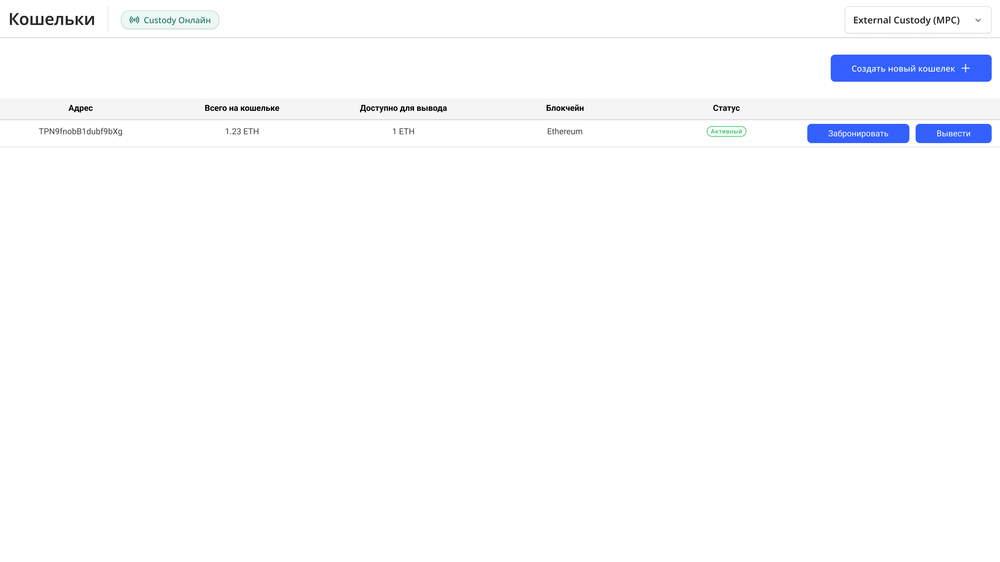 Кошельки
Custody Онлайн
External Custody (MPC)
Создать новый кошелек
Адрес Всего на кошельке Доступно для вывода Блокчейн Статус
TPN9fnobB1dubf9bXg 1.23 ETH 1 ETH Ethereum Активный Забронировать Вывести